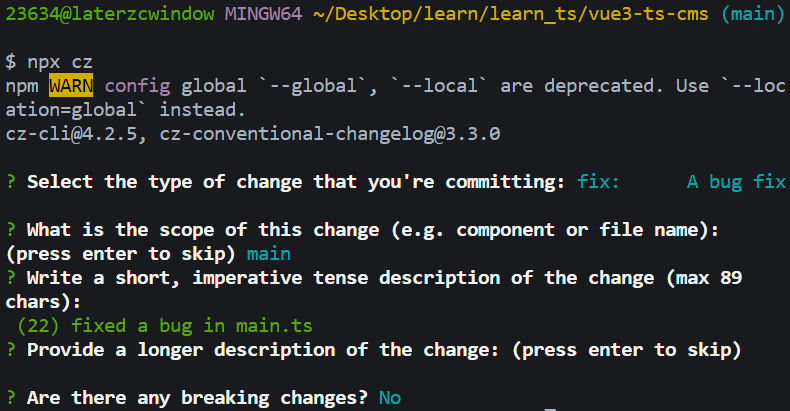 23634@laterzcwindow MINGW64 ~/Desktop/learn/learn_ts/vue3-ts-cms (main)
$ npx cz
npm WARN config global `--global`, `--local` are deprecated. Use `--loc
ation=global` instead.
cz-cli@4.2.5, cz-conventional-changelog@3.3.0
? Select the type of change that you're committing: fix:      A bug fix
? What is the scope of this change (e.g. component or file name):
(press enter to skip) main
? Write a short, imperative tense description of the change (max 89
chars):
 (22) fixed a bug in main.ts
? Provide a longer description of the change: (press enter to skip)
? Are there any breaking changes? No